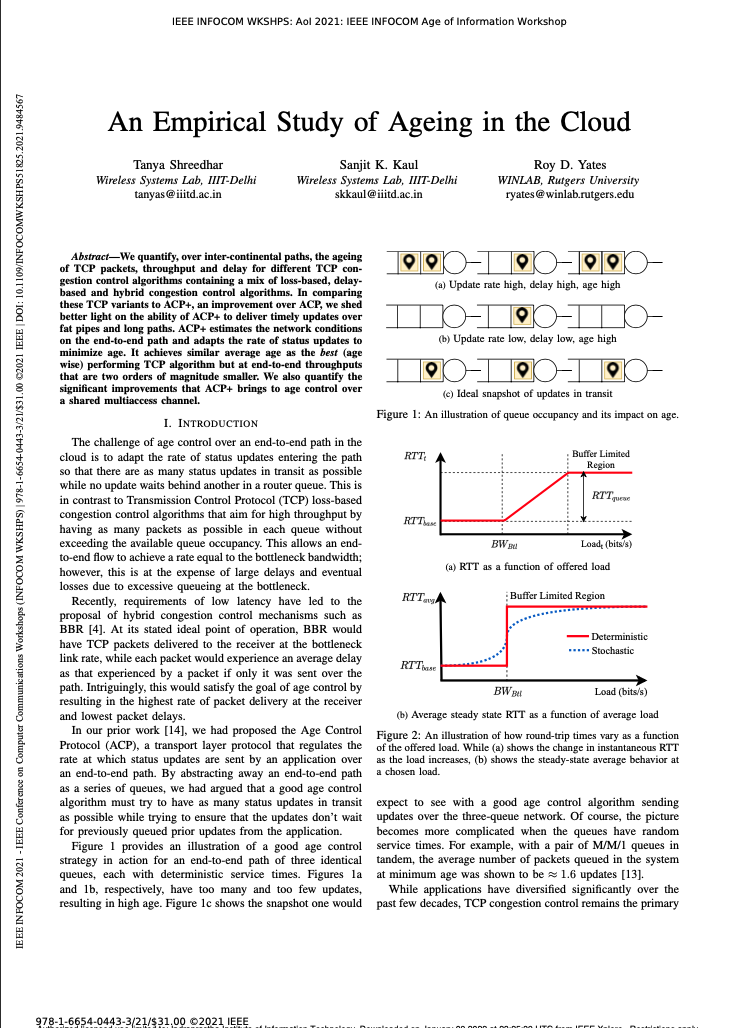 IEEE INFOCOM WKSHPS: AoI 2021: IEEE INFOCOM Age of Information Workshop
IEEE INFOCOM 2021 - IEEE Conference on Computer Communications Workshops (INFOCOM WKSHPS) | 978-1-6654-0443-3/21/$31.00 ©2021 IEEE | DOI: 10.1109/INFOCOMWKSHPS51825.2021.9484567
An Empirical Study of Ageing in the Cloud
Tanya Shreedhar
Wireless Systems Lab, IIIT-Delhi
tanyas@iiitd.ac.in
Sanjit K. Kaul
Wireless Systems Lab, IIIT-Delhi
skkaul@iiitd.ac.in
Roy D. Yates
WINLAB, Rutgers University
ryates@winlab.rutgers.edu
Abstract—We quantify, over inter-continental paths, the ageing
of TCP packets, throughput and delay for different TCP con-
gestion control algorithms containing a mix of loss-based, delay-
based and hybrid congestion control algorithms. In comparing
these TCP variants to ACP+, an improvement over ACP, we shed
better light on the ability of ACP+ to deliver timely updates over
fat pipes and long paths. ACP+ estimates the network conditions
on the end-to-end path and adapts the rate of status updates to
minimize age. It achieves similar average age as the best (age
wise) performing TCP algorithm but at end-to-end throughputs
that are two orders of magnitude smaller. We also quantify the
significant improvements that ACP+ brings to age control over
a shared multiaccess channel.
I. INTRODUCTION
The challenge of age control over an end-to-end path in the
cloud is to adapt the rate of status updates entering the path
so that there are as many status updates in transit as possible
while no update waits behind another in a router queue. This is
in contrast to Transmission Control Protocol (TCP) loss-based
congestion control algorithms that aim for high throughput by
having as many packets as possible in each queue without
exceeding the available queue occupancy. This allows an end-
to-end flow to achieve a rate equal to the bottleneck bandwidth;
however, this is at the expense of large delays and eventual
losses due to excessive queueing at the bottleneck.
Recently, requirements of low latency have led to the
proposal of hybrid congestion control mechanisms such as
BBR [4]. At its stated ideal point of operation, BBR would
have TCP packets delivered to the receiver at the bottleneck
link rate, while each packet would experience an average delay
as that experienced by a packet if only it was sent over the
path. Intriguingly, this would satisfy the goal of age control by
resulting in the highest rate of packet delivery at the receiver
and lowest packet delays.
In our prior work [14], we had proposed the Age Control
Protocol (ACP), a transport layer protocol that regulates the
rate at which status updates are sent by an application over
an end-to-end path. By abstracting away an end-to-end path
as a series of queues, we had argued that a good age control
algorithm must try to have as many status updates in transit
as possible while trying to ensure that the updates don't wait
for previously queued prior updates from the application.
Figure 1 provides an illustration of a good age control
strategy in action for an end-to-end path of three identical
queues, each with deterministic service times. Figures 1a
and 1b, respectively, have too many and too few updates,
resulting in high age. Figure 1c shows the snapshot one would
(a) Update rate high, delay high, age high
(b) Update rate low, delay low, age high
(c) Ideal snapshot of updates in transit
Figure 1: An illustration of queue occupancy and its impact on age.
RTTt
Buffer Limited
Region
RTTqueue
RTTbase
BWBtl
Loadt (bits/s)
(a) RTT as a function of offered load
RTTavg
Buffer Limited Region
Deterministic
Stochastic
RTTbase
BWBtl
Load (bits/s)
(b) Average steady state RTT as a function of average load
Figure 2: An illustration of how round-trip times vary as a function
of the offered load. While (a) shows the change in instantaneous RTT
as the load increases, (b) shows the steady-state average behavior at
a chosen load.
expect to see with a good age control algorithm sending
updates over the three-queue network. Of course, the picture
becomes more complicated when the queues have random
service times. For example, with a pair of M/M/1 queues in
tandem, the average number of packets queued in the system
at minimum age was shown to be ≈ 1.6 updates [13].
While applications have diversified significantly over the
past few decades, TCP congestion control remains the primary
978-1-6654-0443-3/21/$31.00 ©2021 IEEE